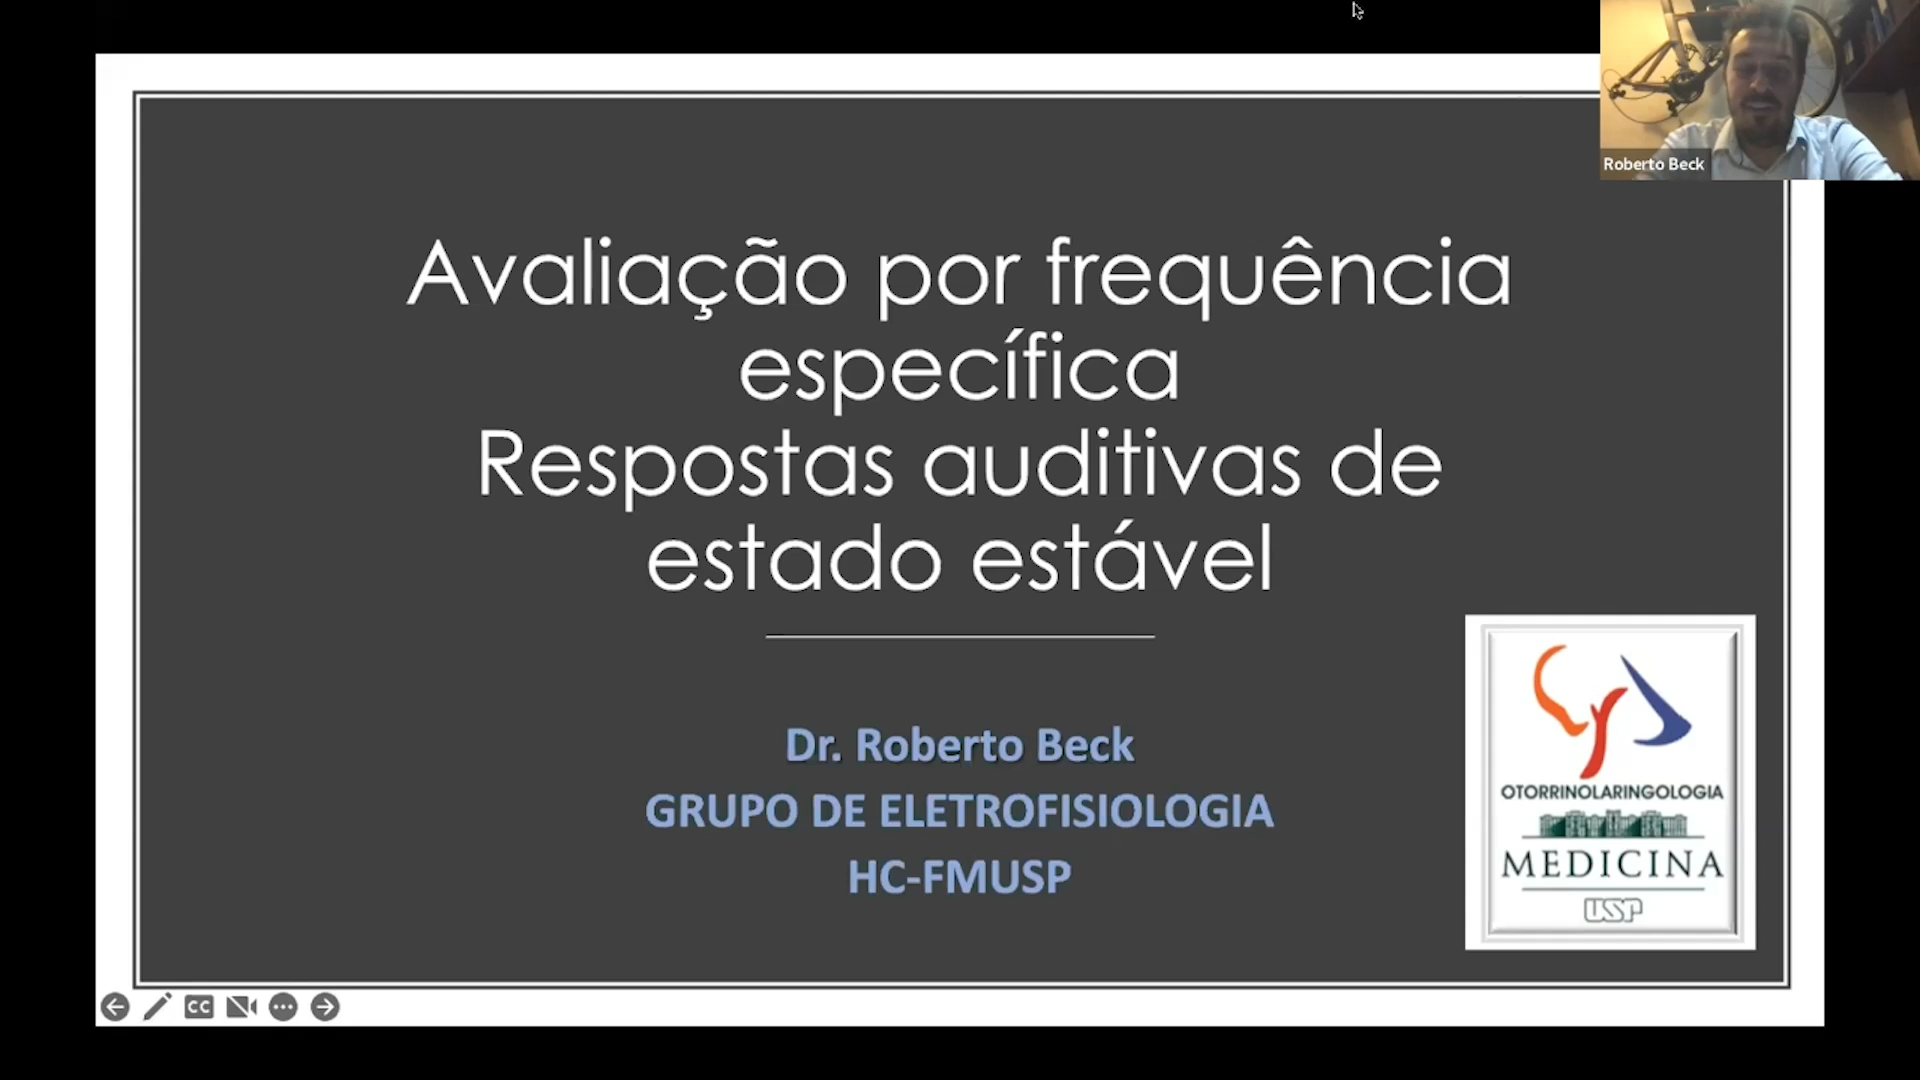 Roberto Beck
Avaliação por frequência
específica
Respostas auditivas de
estado estável
Dr. Roberto Beck
GRUPO DE ELETROFISIOLOGIA
HC-FMUSP
OTORRINOLARINGOLOGIA
MEDICINA
USP
CC